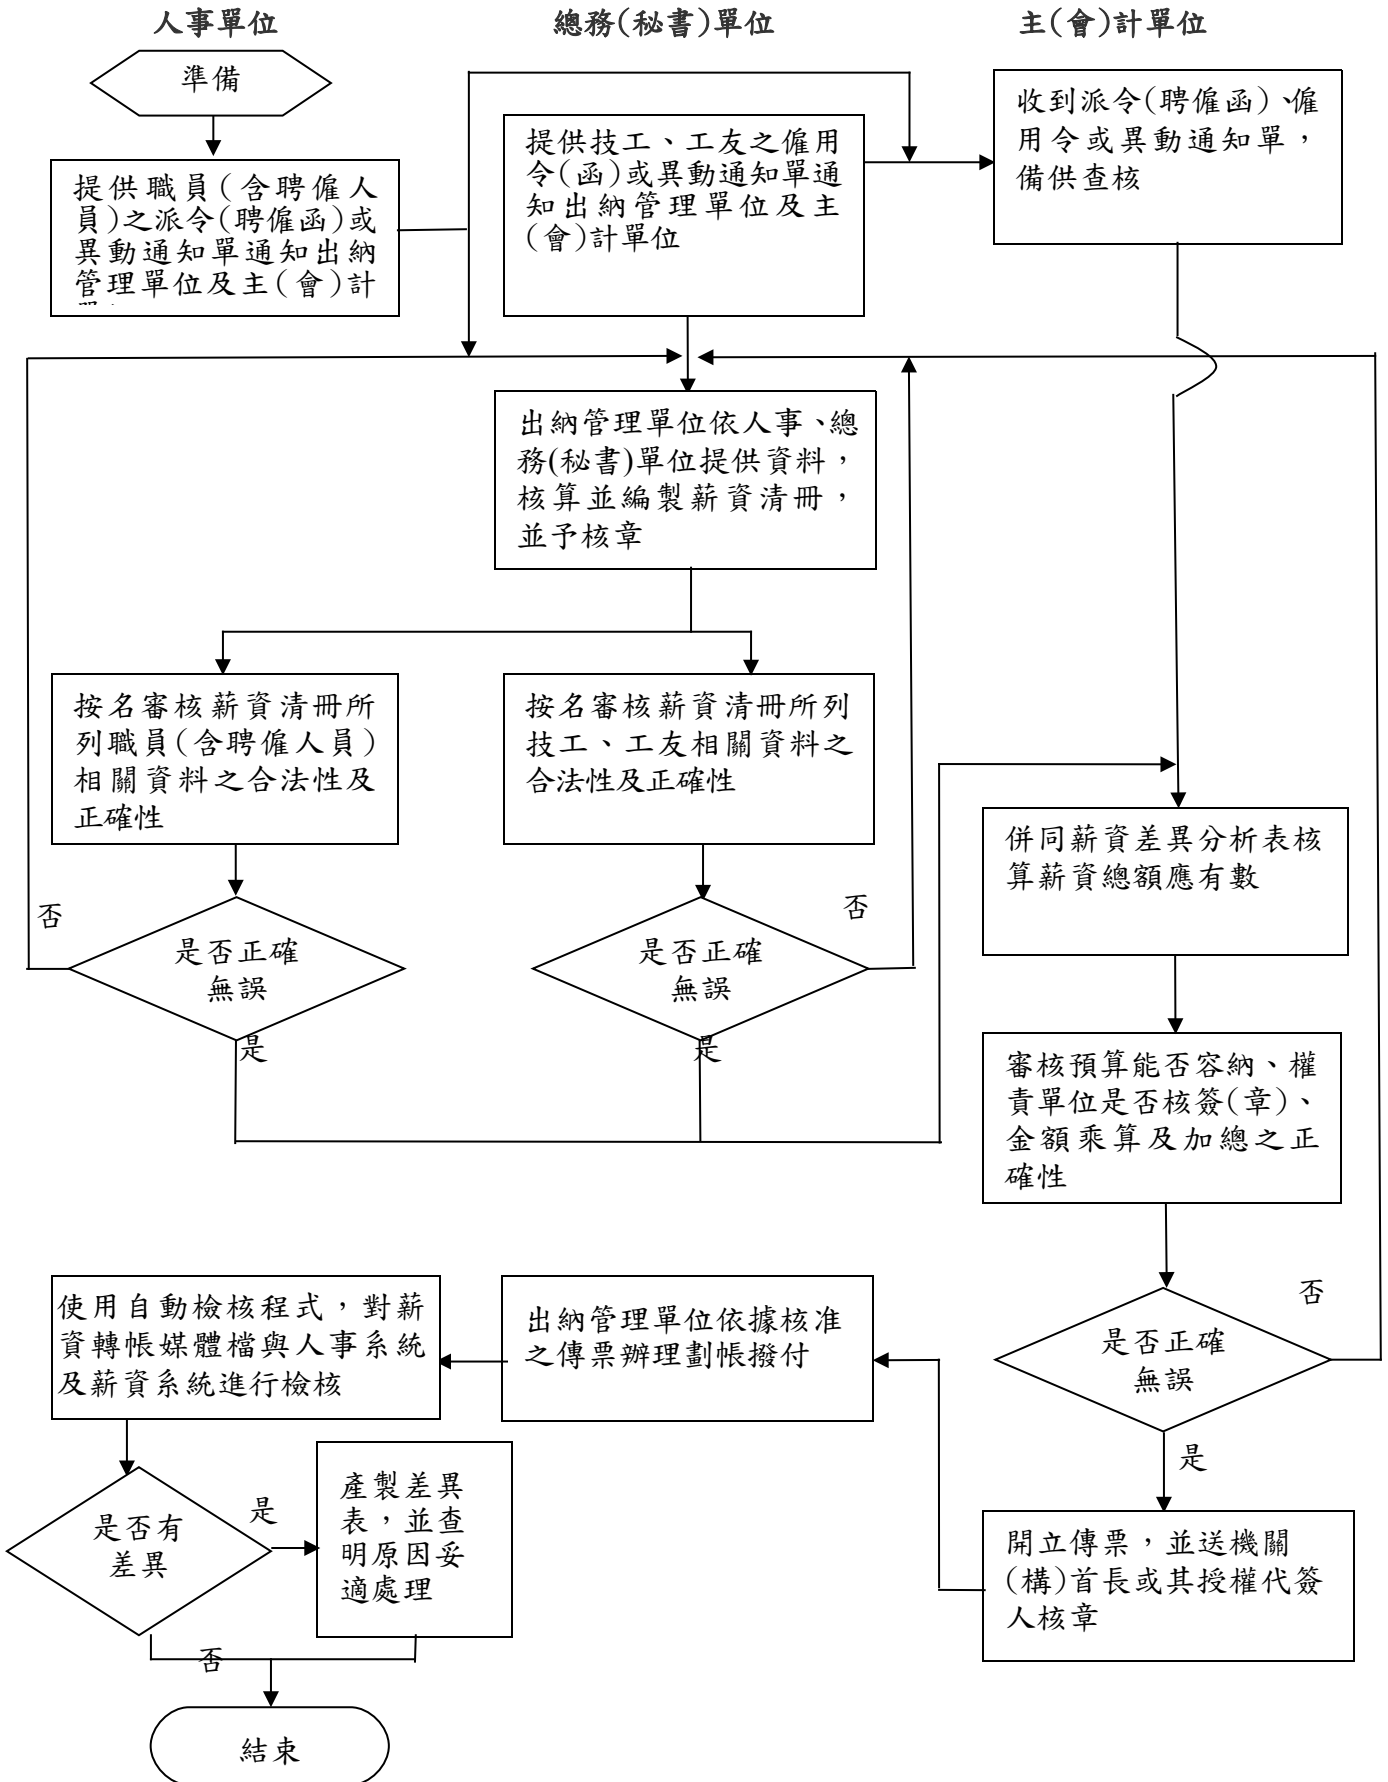 人事單位
總務(秘書)單位
主(會)計單位
準備
提供職員(含聘僱人
員)之派令(聘僱函)或
異動通知單通知出納
管理單位及主(會)計
提供技工、工友之僱用
令(函)或異動通知單通
知出納管理單位及主
(會)計單位
收到派令(聘僱函)、僱
用令或異動通知單，
備供查核
出納管理單位依人事、總
務(秘書)單位提供資料，
核算並編製薪資清冊，
並予核章
按名審核薪資清冊所
列職員(含聘僱人員)
相關資料之合法性及
正確性
按名審核薪資清冊所列
技工、工友相關資料之
合法性及正確性
併同薪資差異分析表核
算薪資總額應有數
否
是否正確
無誤
是
否
是否正確
無誤
是
審核預算能否容納、權
責單位是否核簽(章)、
金額乘算及加總之正
確性
否
是否正確
無誤
是
開立傳票，並送機關
(構)首長或其授權代簽
人核章
出納管理單位依據核准
之傳票辦理劃帳撥付
使用自動檢核程式，對薪
資轉帳媒體檔與人事系統
及薪資系統進行檢核
是否有
差異
是
產製差異
表，並查
明原因妥
適處理
否
結束